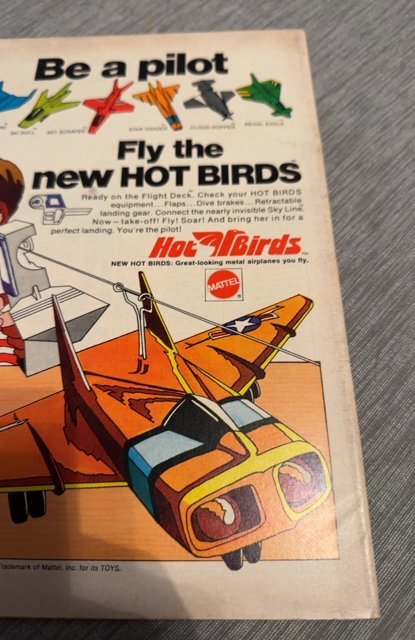 Be a pilot
SKY SCRAPER STAR GRAZER CLOUD HOPPER REGAL EAGLE
Fly the
new HOT BIRDS
Ready on the Flight Deck. Check your HOT BIRDS
equipment... Flaps... Dive brakes... Retractable
landing gear. Connect the nearly invisible Sky Line.
Now—take-off! Fly! Soar! And bring her in for a
perfect landing. You're the pilot!
Hot Birds™
NEW HOT BIRDS: Great-looking metal airplanes you fly.
MATTEL ®
Trademark of Mattel, Inc. for its TOYS.